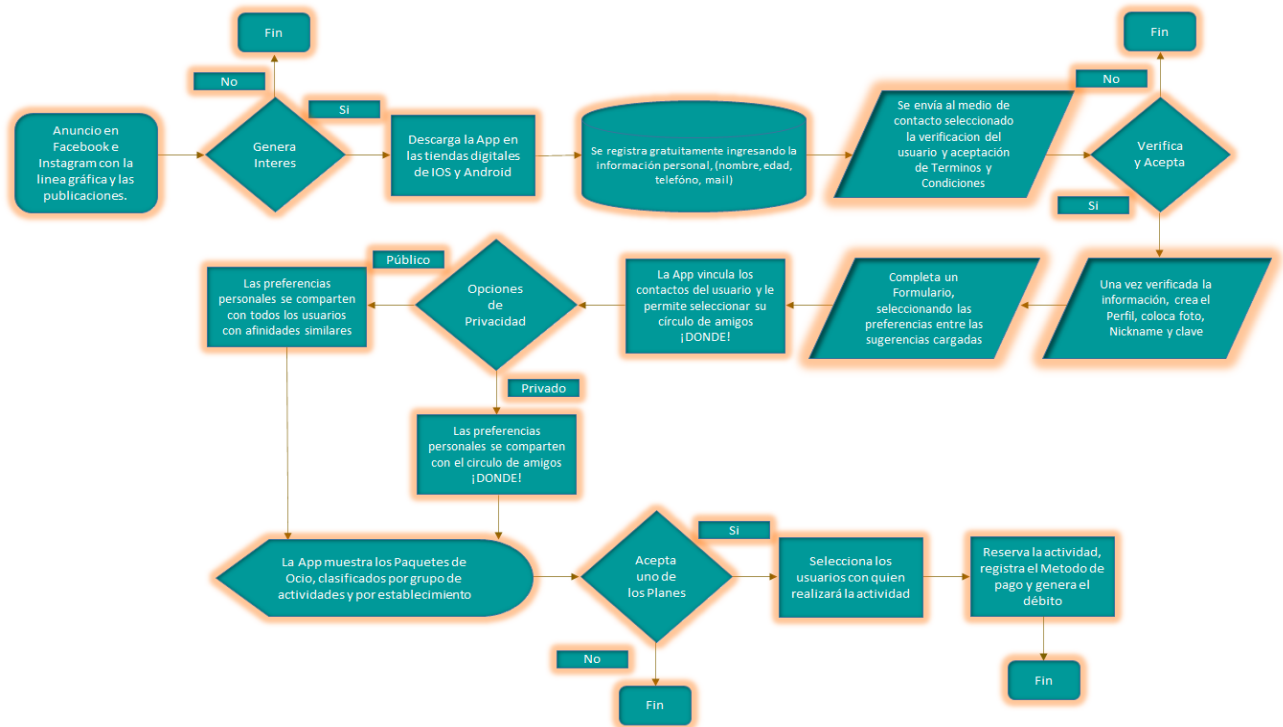 Fin
No
Si
Anuncio en
Facebook e
Instagram con la
linea gráfica y las
publicaciones.
Genera
Interes
Descarga la App en
las tiendas digitales
de IOS y Android
Se registra gratuitamente ingresando la
información personal, (nombre, edad,
telefóno, mail)
Se envía al medio de
contacto seleccionado
la verificacion del
usuario y aceptación
de Terminos y
Condiciones
Fin
No
Verifica
y Acepta
Si
Público
Las preferencias
personales se comparten
con todos los usuarios
con afinidades similares
Opciones
de
Privacidad
La App vincula los
contactos del usuario y le
permite seleccionar su
círculo de amigos
¡DONDE!
Completa un
Formulario,
seleccionando las
preferencias entre las
sugerencias cargadas
Una vez verificada la
información, crea el
Perfil, coloca foto,
Nickname y clave
Privado
Las preferencias
personales se comparten
con el circulo de amigos
¡DONDE!
La App muestra los Paquetes de
Ocio, clasificados por grupo de
actividades y por establecimiento
Acepta
uno de
los Planes
Si
Selecciona los
usuarios con quien
realizará la actividad
Reserva la actividad,
registra el Metodo de
pago y genera el
débito
No
Fin
Fin